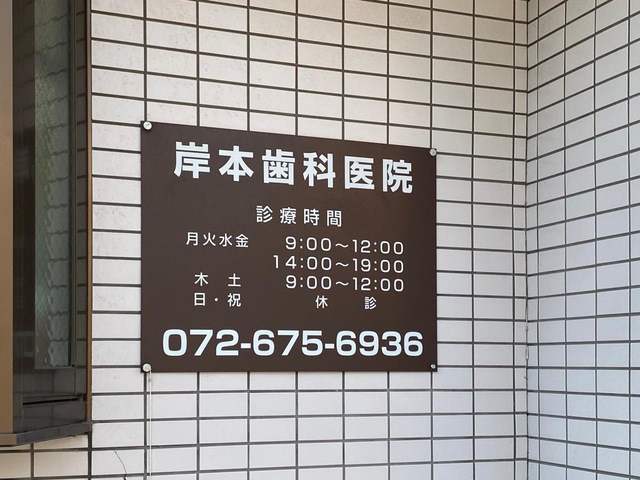 岸本歯科医院
診療時間
月火水金 9:00〜12:00
14:00〜19:00
木 土 9:00〜12:00
日・祝 休 診
072-675-6936